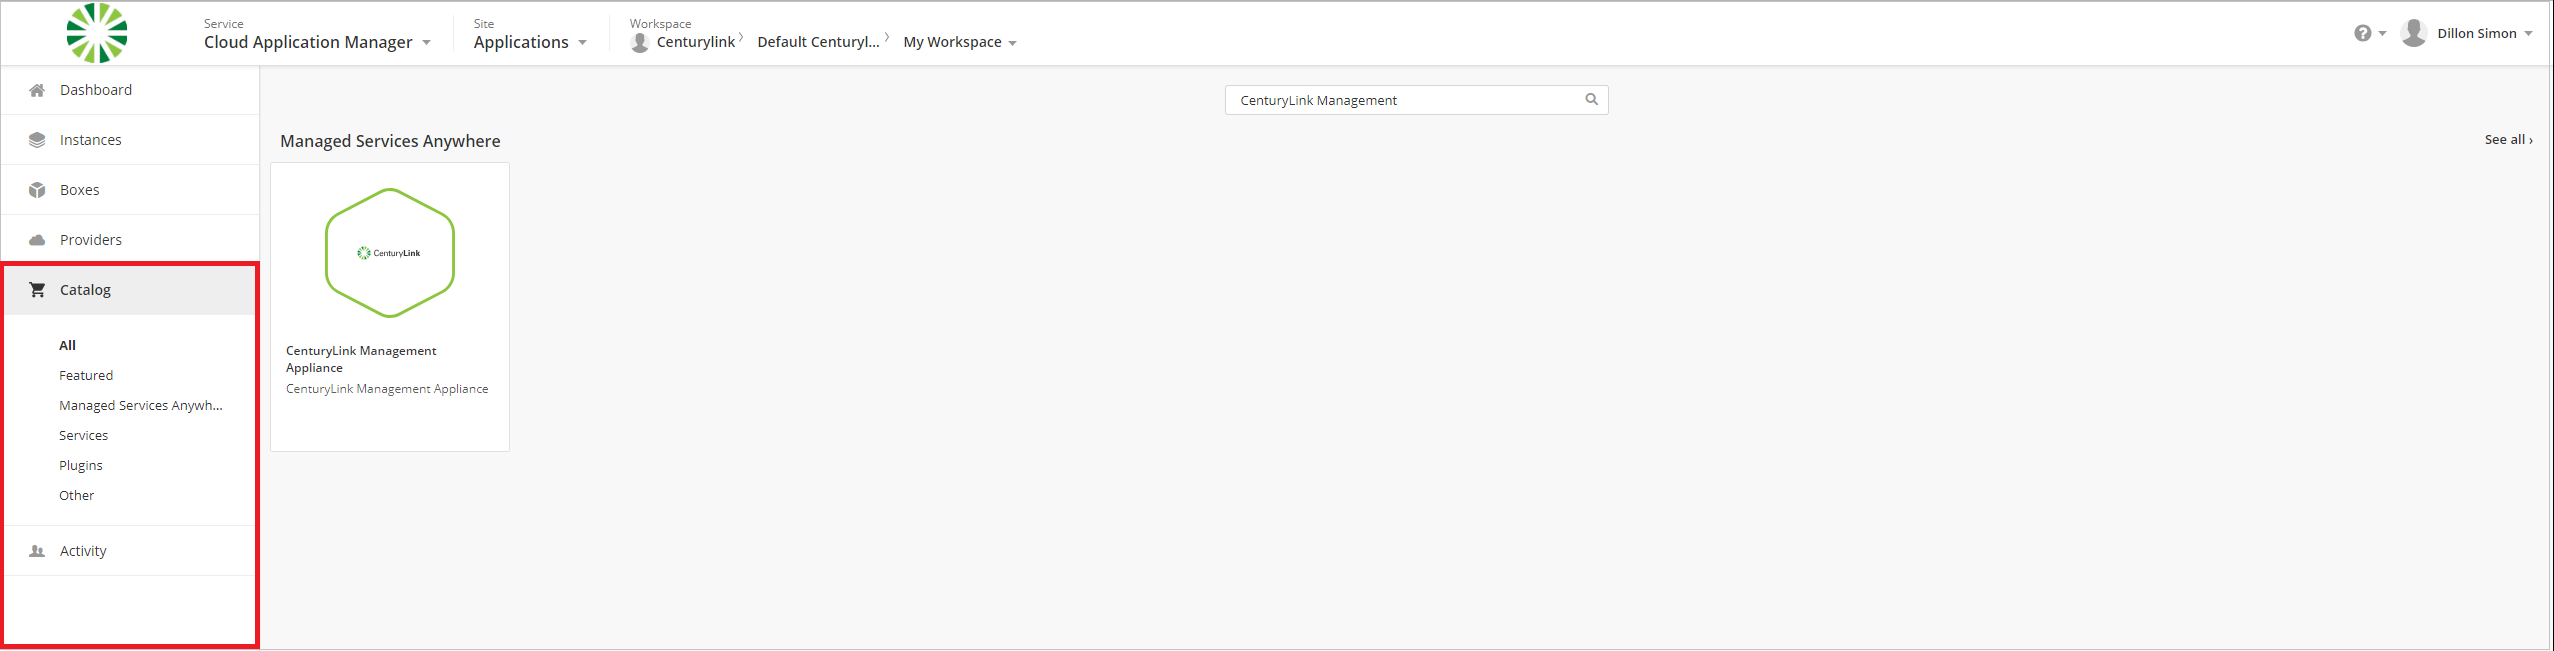 Service
Cloud Application Manager
Site
Applications
Workspace
Centurylink
Default Centuryl...
My Workspace
?
Dillon Simon
Dashboard
Instances
Boxes
Providers
Catalog
All
Featured
Managed Services Anywh...
Services
Plugins
Other
Activity
CenturyLink Management
Managed Services Anywhere
See all ›
CenturyLink
CenturyLink Management
Appliance
CenturyLink Management Appliance